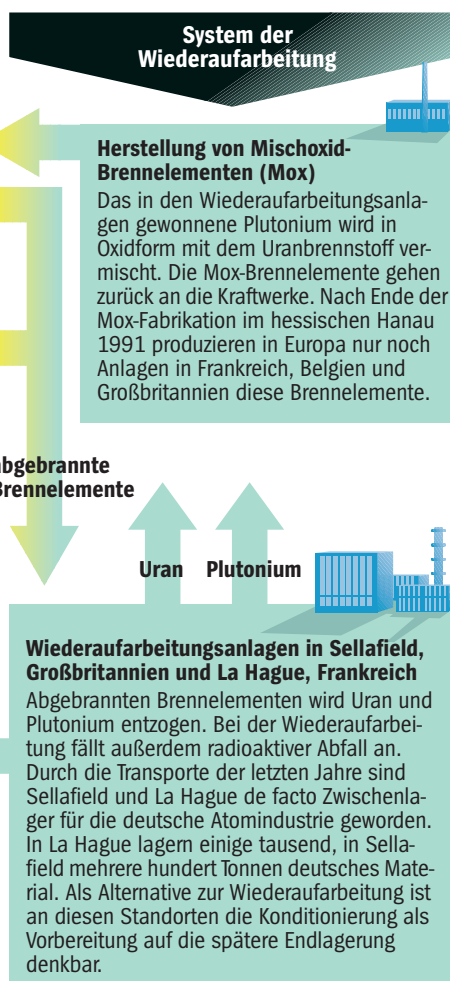 System der
Wiederaufarbeitung
Herstellung von Mischoxid-
Brennelementen (Mox)
Das in den Wiederaufarbeitungsanla-
gen gewonnene Plutonium wird in
Oxidform mit dem Uranbrennstoff ver-
mischt. Die Mox-Brennelemente gehen
zurück an die Kraftwerke. Nach Ende der
Mox-Fabrikation im hessischen Hanau
1991 produzieren in Europa nur noch
Anlagen in Frankreich, Belgien und
Großbritannien diese Brennelemente.
abgebrannte
Brennelemente
Uran Plutonium
Wiederaufarbeitungsanlagen in Sellafield,
Großbritannien und La Hague, Frankreich
Abgebrannten Brennelementen wird Uran und
Plutonium entzogen. Bei der Wiederaufarbei-
tung fällt außerdem radioaktiver Abfall an.
Durch die Transporte der letzten Jahre sind
Sellafield und La Hague de facto Zwischenla-
ger für die deutsche Atomindustrie geworden.
In La Hague lagern einige tausend, in Sella-
field mehrere hundert Tonnen deutsches Mate-
rial. Als Alternative zur Wiederaufarbeitung ist
an diesen Standorten die Konditionierung als
Vorbereitung auf die spätere Endlagerung
denkbar.